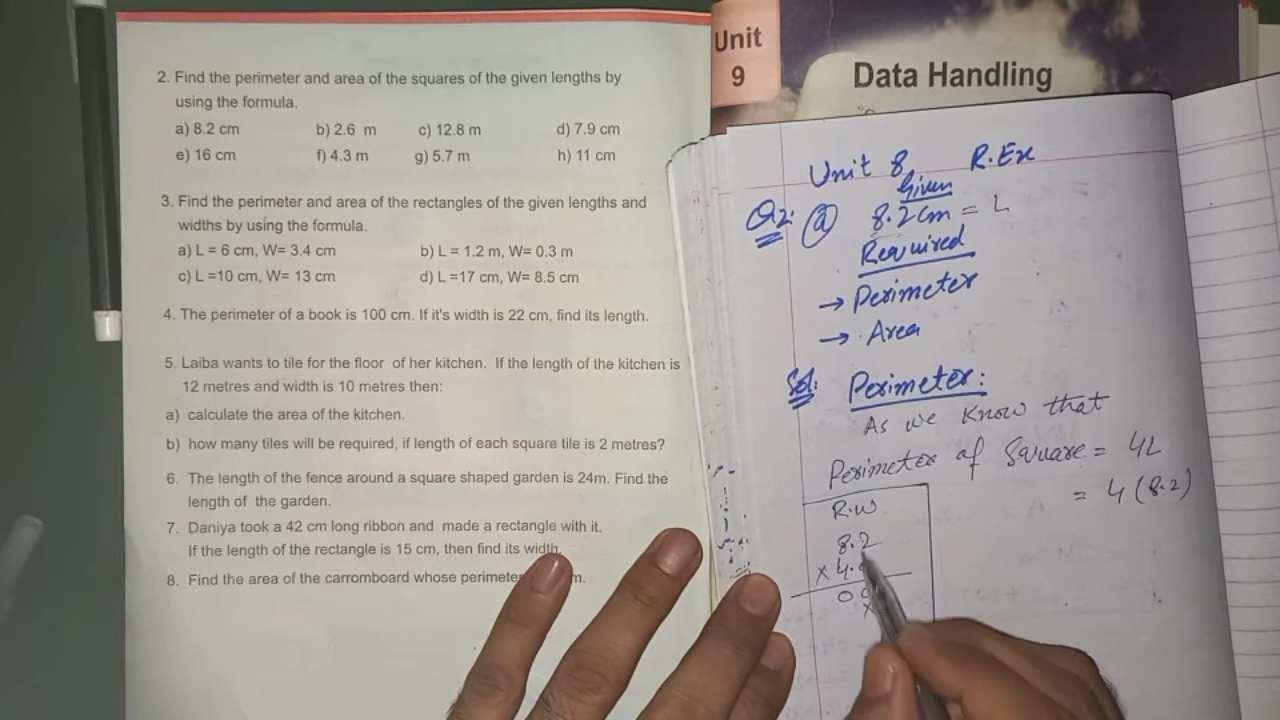 2. Find the perimeter and area of the squares of the given lengths by
using the formula.
a) 8.2 cm b) 2.6 m c) 12.8 m d) 7.9 cm
e) 16 cm f) 4.3 m g) 5.7 m h) 11 cm
3. Find the perimeter and area of the rectangles of the given lengths and
widths by using the formula.
a) L = 6 cm, W= 3.4 cm b) L = 1.2 m, W= 0.3 m
c) L =10 cm, W= 13 cm d) L =17 cm, W= 8.5 cm
4. The perimeter of a book is 100 cm. If it's width is 22 cm, find its length.
5. Laiba wants to tile for the floor of her kitchen. If the length of the kitchen is
12 metres and width is 10 metres then:
a) calculate the area of the kitchen.
b) how many tiles will be required, if length of each square tile is 2 metres?
6. The length of the fence around a square shaped garden is 24m. Find the
length of the garden.
7. Daniya took a 42 cm long ribbon and made a rectangle with it.
If the length of the rectangle is 15 cm, then find its width.
8. Find the area of the carromboard whose perimeter m.
Unit
9
Data Handling
Unit 8 R.Ex
Given
Q2: a 8.2cm = L
Required
→ Perimeter
→ Area
Sol: Perimeter:
As we know that
Perimeter of Square = 4L
= 4(8.2)
R.W
8.2
× 4.
0
×